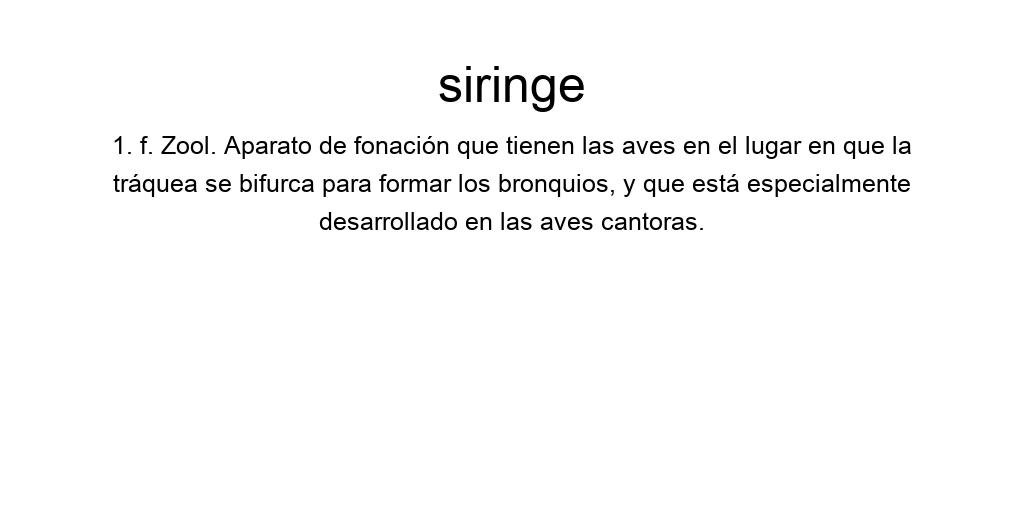 siringe
1. f. Zool. Aparato de fonación que tienen las aves en el lugar en que la
tráquea se bifurca para formar los bronquios, y que está especialmente
desarrollado en las aves cantoras.